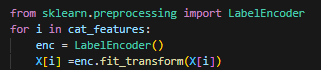 from sklearn.preprocessing import LabelEncoder
for i in cat_features:
    enc = LabelEncoder()
    X[i] =enc.fit_transform(X[i])